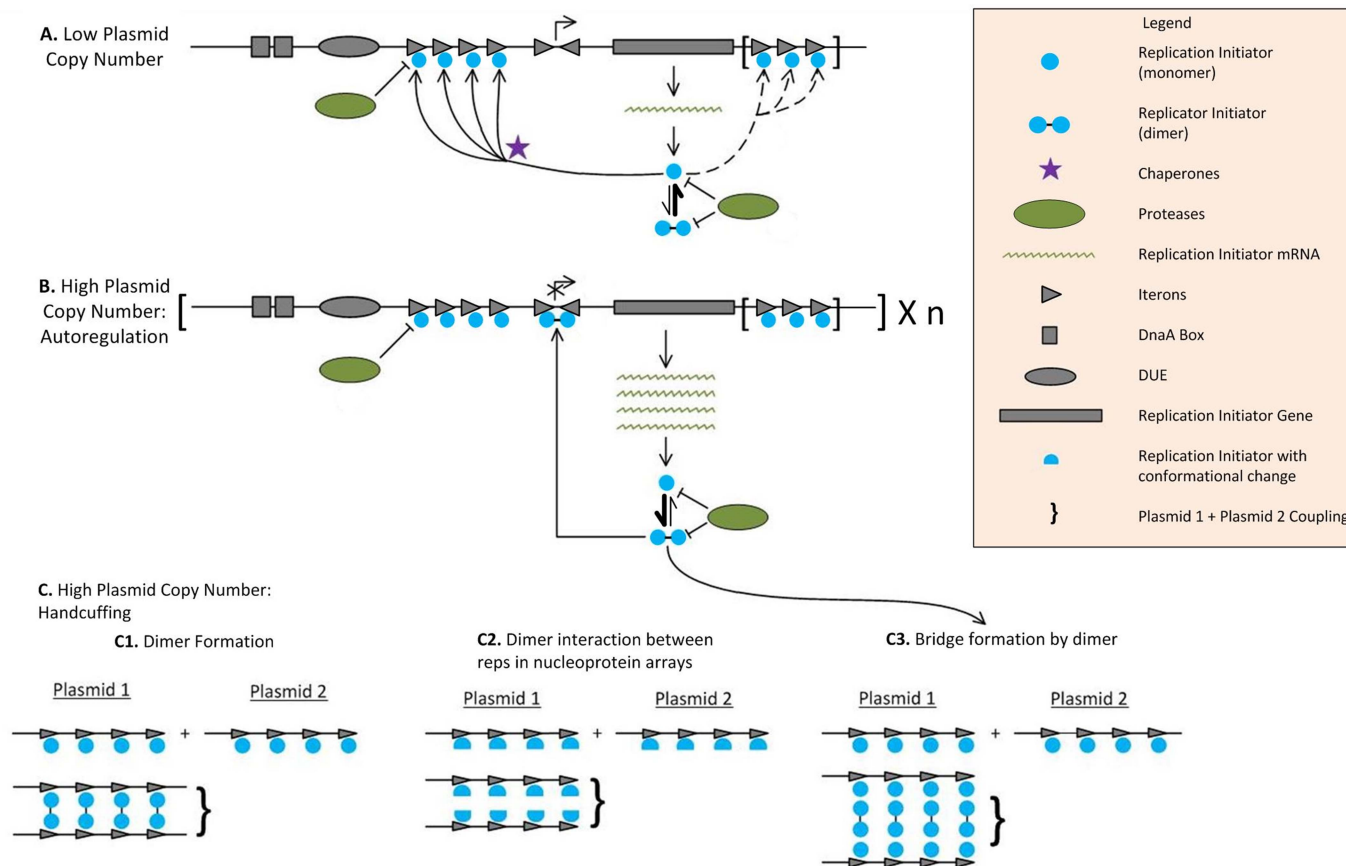 A. Low Plasmid
Copy Number
[
]
B. High Plasmid
Copy Number:
Autoregulation
[
[
]
] X n
C. High Plasmid Copy Number:
Handcuffing
C1. Dimer Formation
Plasmid 1
Plasmid 2
+
}
C2. Dimer interaction between
reps in nucleoprotein arrays
Plasmid 1
Plasmid 2
+
}
C3. Bridge formation by dimer
Plasmid 1
Plasmid 2
+
}
Legend
Replication Initiator
(monomer)
Replicator Initiator
(dimer)
Chaperones
Proteases
Replication Initiator mRNA
Iterons
DnaA Box
DUE
Replication Initiator Gene
Replication Initiator with
conformational change
} Plasmid 1 + Plasmid 2 Coupling